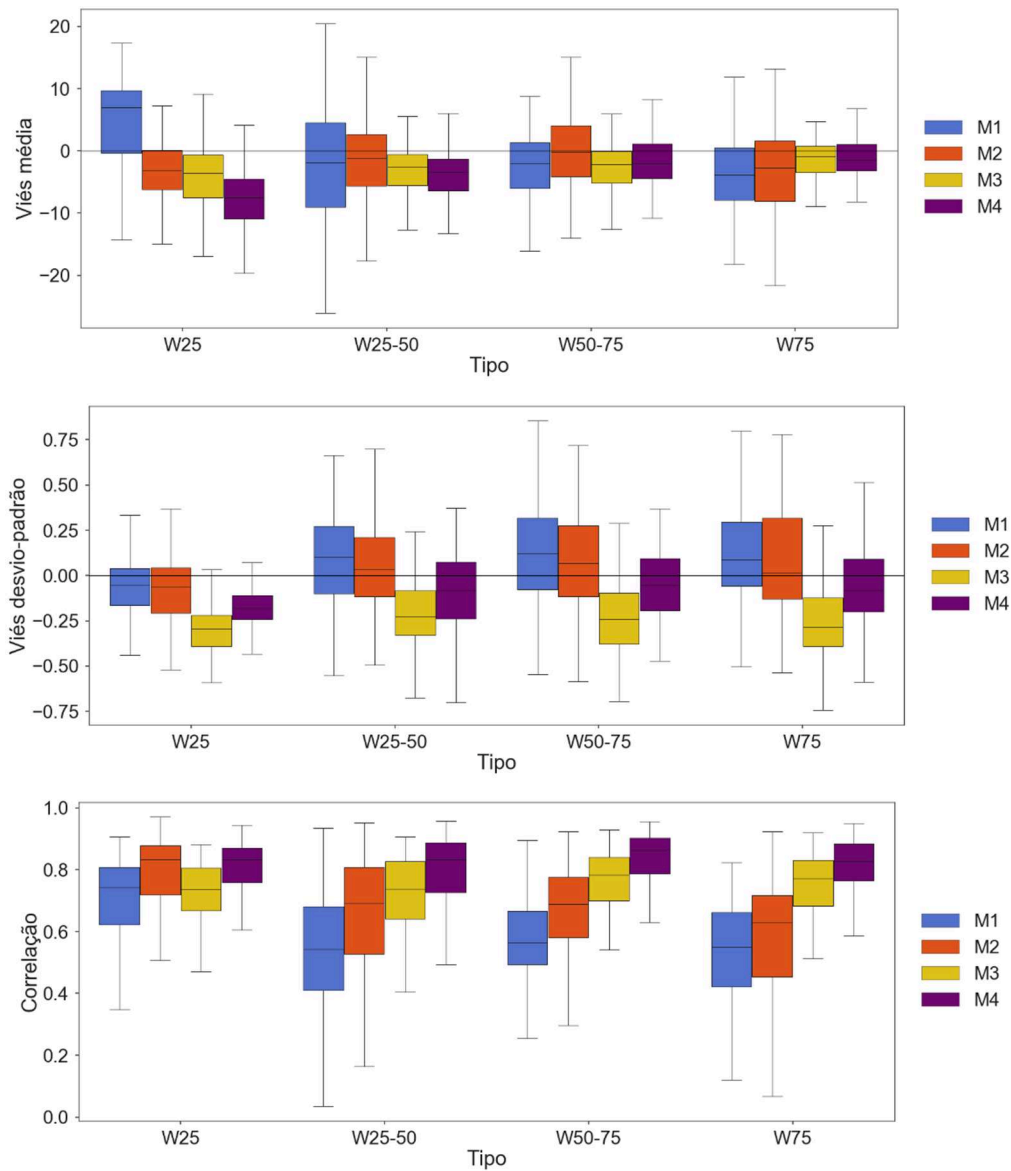 20
10
0
−10
−20
Viés média
W25 W25-50 W50-75 W75
Tipo
M1
M2
M3
M4
0.75
0.50
0.25
0.00
−0.25
−0.50
−0.75
Viés desvio-padrão
W25 W25-50 W50-75 W75
Tipo
M1
M2
M3
M4
1.0
0.8
0.6
0.4
0.2
0.0
Correlação
W25 W25-50 W50-75 W75
Tipo
M1
M2
M3
M4